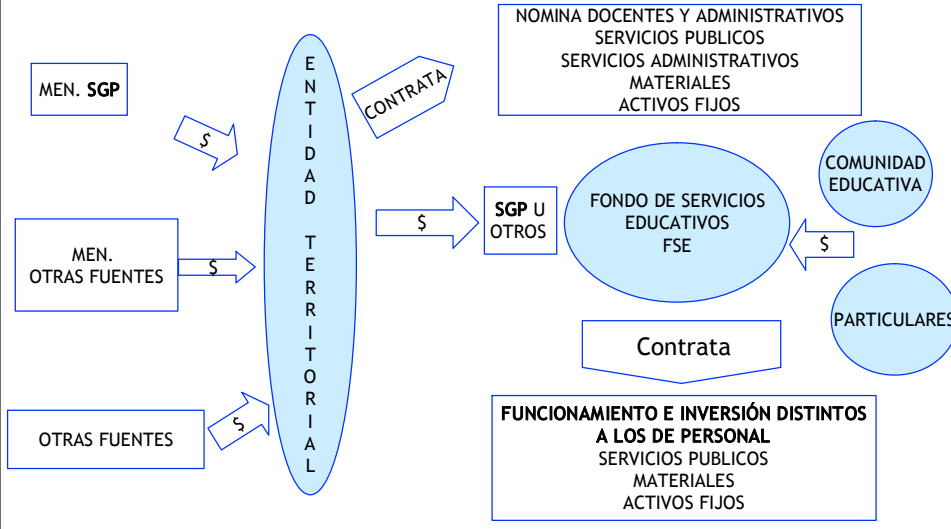 NOMINA DOCENTES Y ADMINISTRATIVOS
SERVICIOS PUBLICOS
SERVICIOS ADMINISTRATIVOS
MATERIALES
ACTIVOS FIJOS
MEN. SGP
$
MEN.
OTRAS FUENTES
$
OTRAS FUENTES
$
ENTIDAD TERRITORIAL
CONTRATA
$
SGP U
OTROS
FONDO DE SERVICIOS
EDUCATIVOS
FSE
COMUNIDAD
EDUCATIVA
$
PARTICULARES
Contrata
FUNCIONAMIENTO E INVERSIÓN DISTINTOS
A LOS DE PERSONAL
SERVICIOS PUBLICOS
MATERIALES
ACTIVOS FIJOS